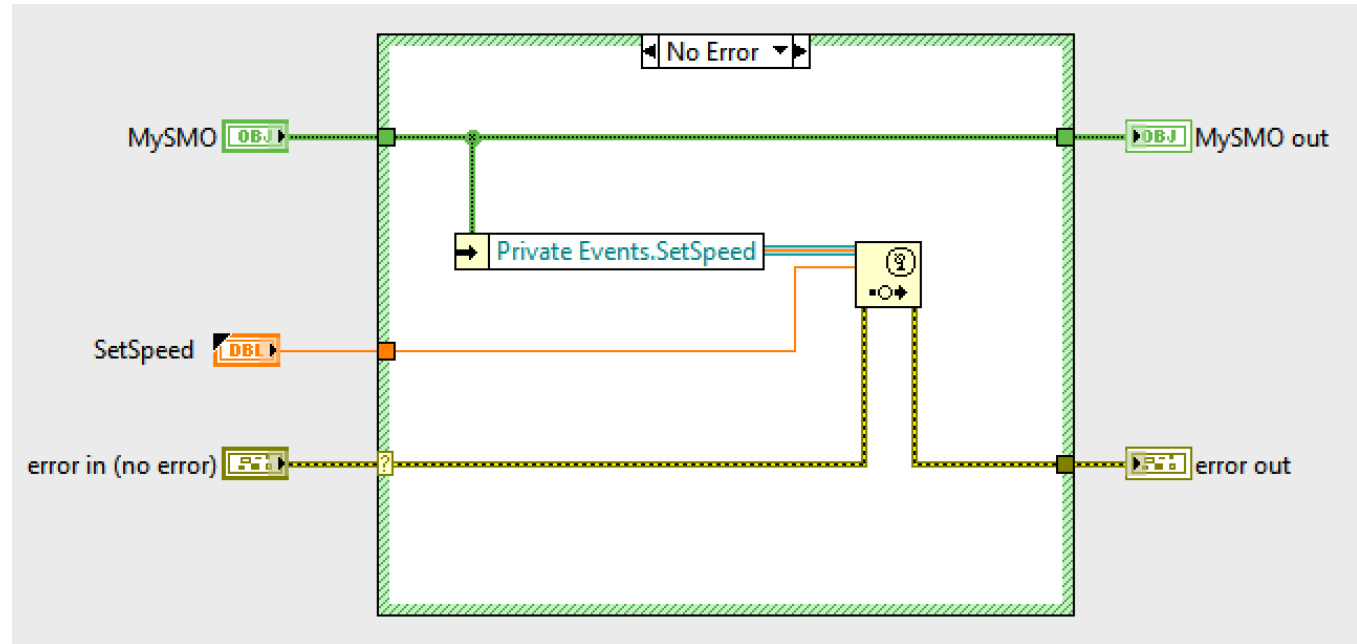 No Error
MySMO OBJ
OBJ MySMO out
Private Events.SetSpeed
SetSpeed DBL
?
error in (no error)
error out